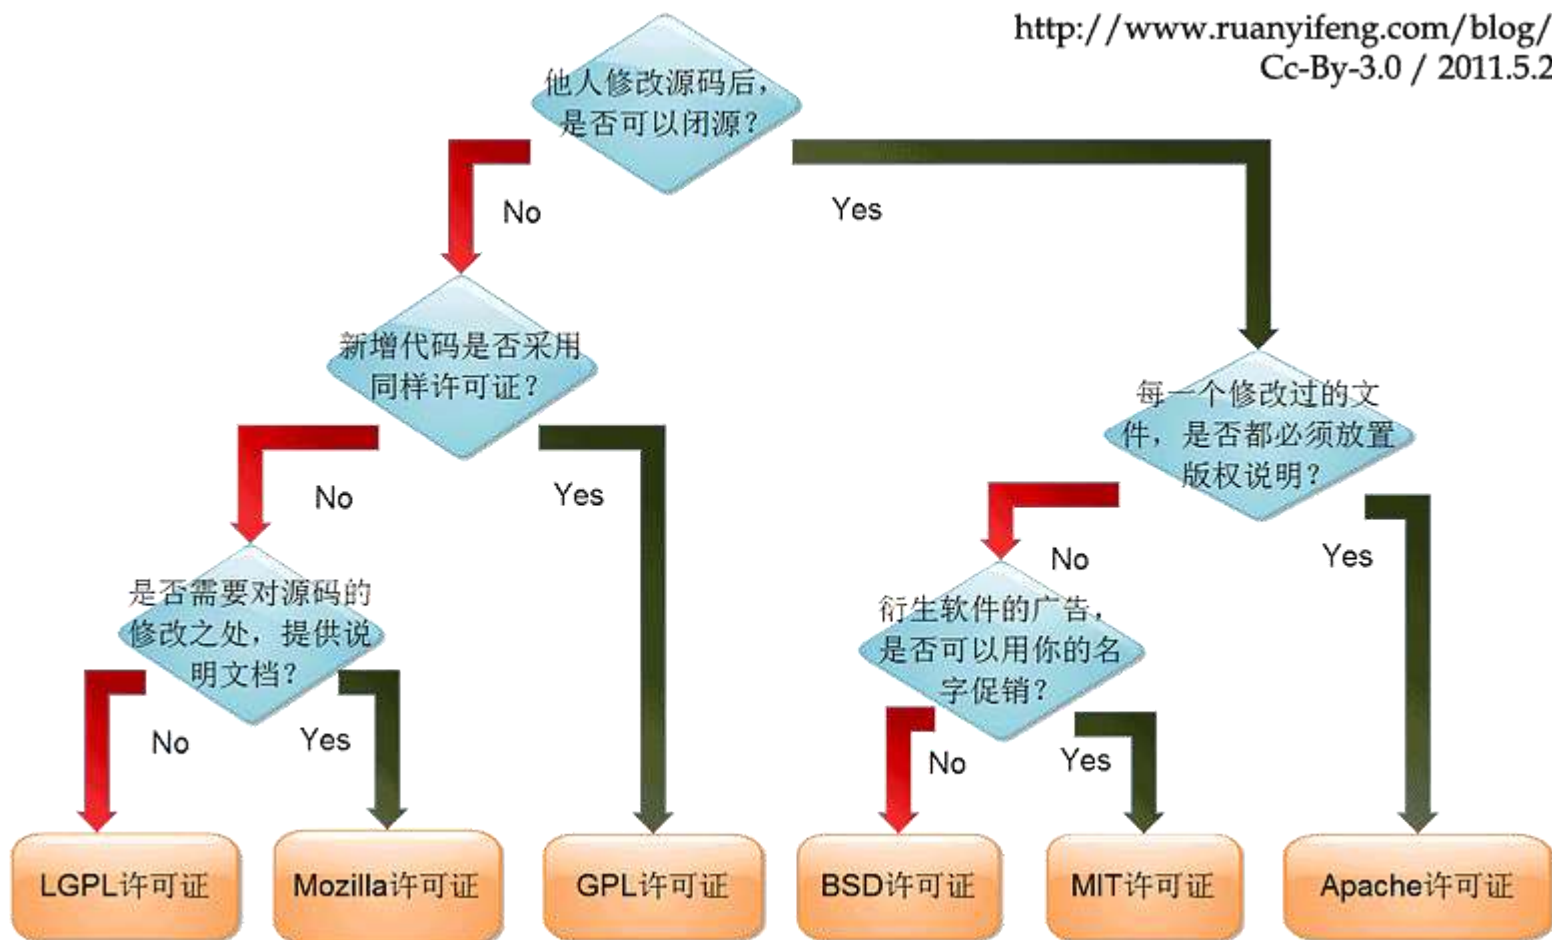 http://www.ruanyifeng.com/blog/
Cc-By-3.0 / 2011.5.2
他人修改源码后，
是否可以闭源？
No
Yes
新增代码是否采用
同样许可证？
每一个修改过的文
件，是否都必须放置
版权说明？
No
Yes
No
Yes
是否需要对源码的
修改之处，提供说
明文档？
衍生软件的广告，
是否可以用你的名
字促销？
No
Yes
No
Yes
LGPL许可证
Mozilla许可证
GPL许可证
BSD许可证
MIT许可证
Apache许可证